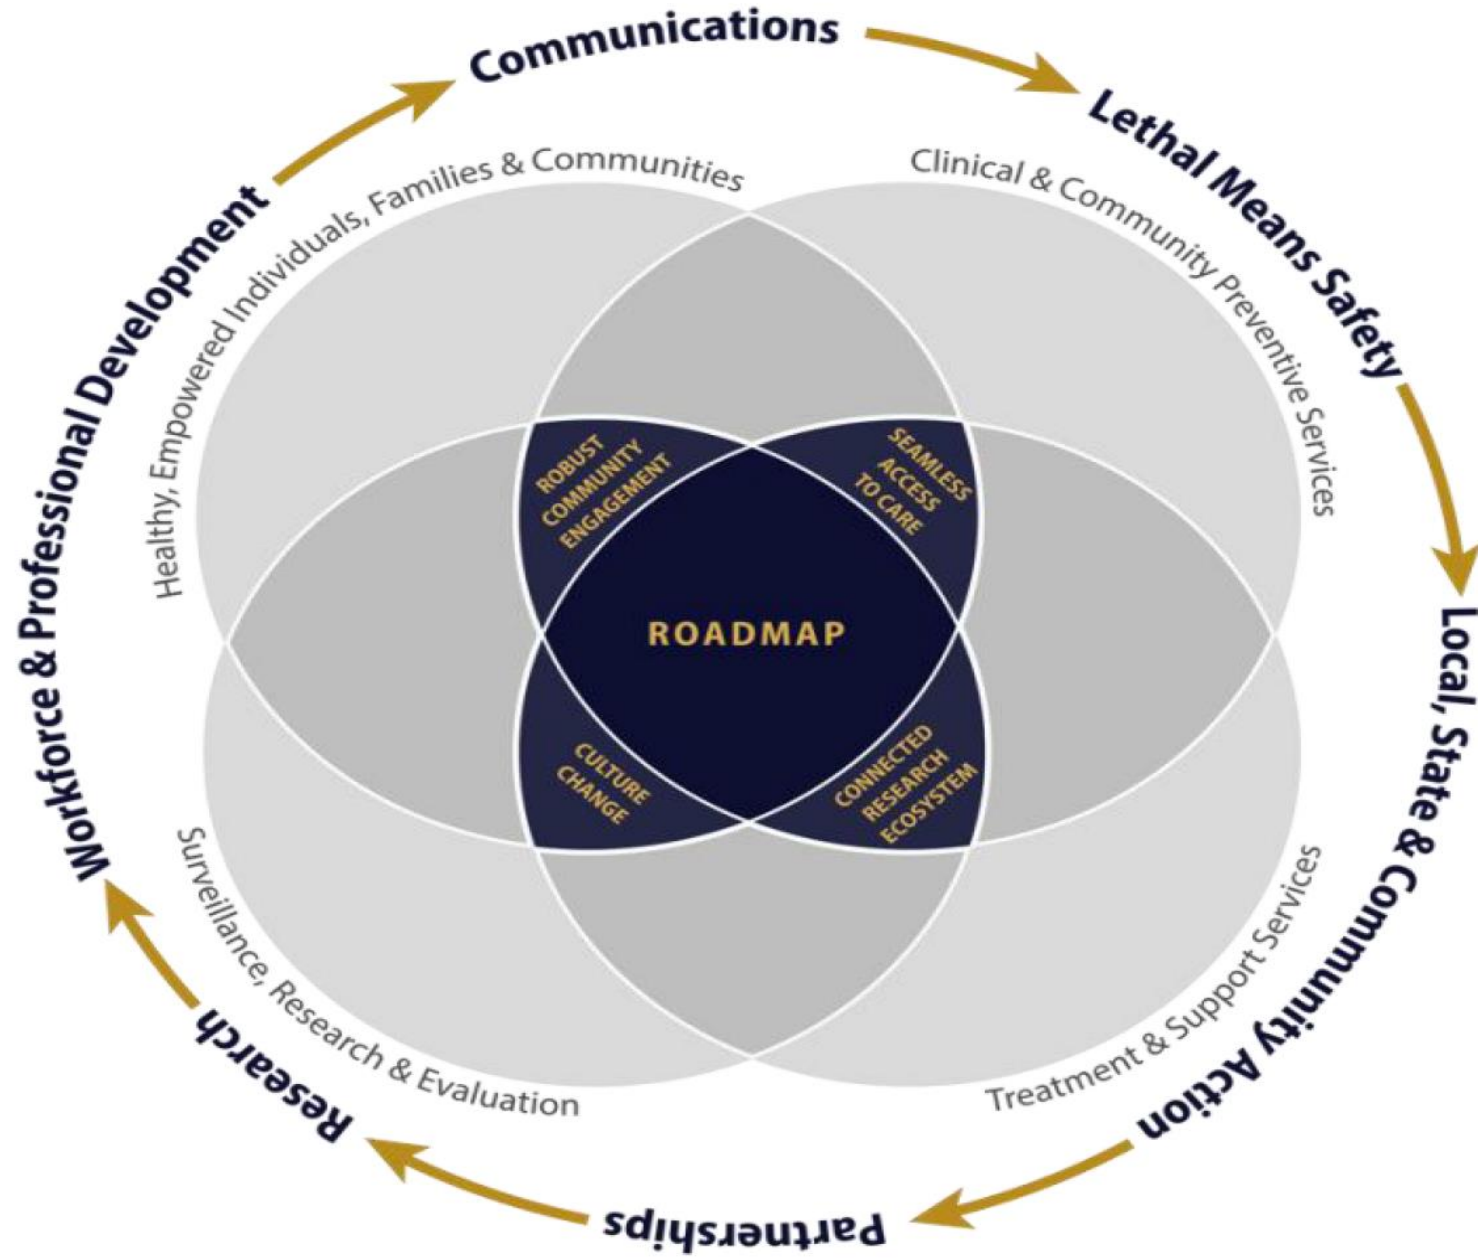 Communications
Lethal Means Safety
Local, State & Community Action
Partnerships
Research
Workforce & Professional Development
Healthy, Empowered Individuals, Families & Communities
Clinical & Community Preventive Services
Treatment & Support Services
Surveillance, Research & Evaluation
ROBUST
COMMUNITY
ENGAGEMENT
SEAMLESS
ACCESS
TO CARE
ROADMAP
CULTURE
CHANGE
CONNECTED
RESEARCH
ECOSYSTEM